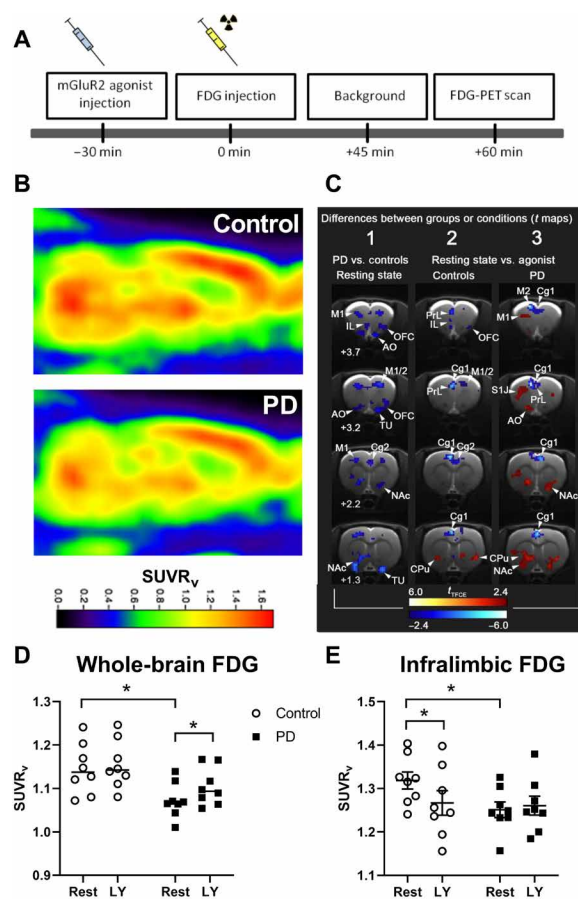 A
mGluR2 agonist
injection
FDG injection
Background
FDG-PET scan
−30 min
0 min
+45 min
+60 min
B
Control
PD
SUVRV
0.0 0.2 0.4 0.6 0.8 1.0 1.2 1.4 1.6
C
Differences between groups or conditions (t maps)
1 2 3
PD vs. controls
Resting state
Resting state vs. agonist
Controls PD
M1
IL
AO
OFC
+3.7
PrL
IL
OFC
M2 Cg1
M1
M1/2
AO
OFC
TU
+3.2
Cg1 M1/2
PrL
Cg1
S1J
PrL
AO
M1 Cg2
NAc
+2.2
Cg1
Cg2
Cg1
NAc
NAc
TU
+1.3
Cg1
CPu
CPu
Cg1
NAc
6.0 tTFCE 2.4
−2.4 −6.0
D Whole-brain FDG
SUVRV
1.3
1.2
1.1
1.0
0.9
*
*
Control
PD
Rest LY Rest LY
E Infralimbic FDG
SUVRV
1.5
1.4
1.3
1.2
1.1
*
*
Rest LY Rest LY